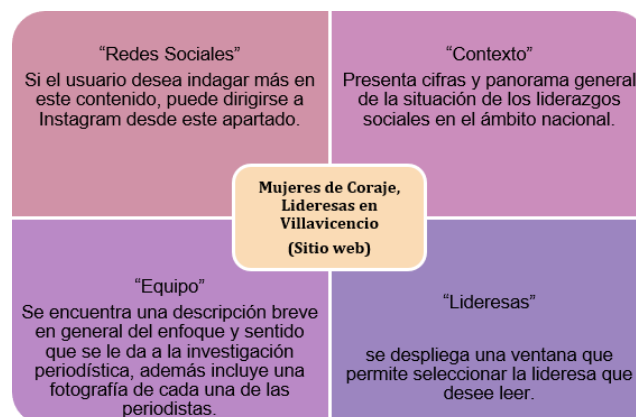 “Redes Sociales”
Si el usuario desea indagar más en
este contenido, puede dirigirse a
Instagram desde este apartado.
“Contexto”
Presenta cifras y panorama general
de la situación de los liderazgos
sociales en el ámbito nacional.
Mujeres de Coraje,
Lideresas en
Villavicencio
(Sitio web)
“Equipo”
Se encuentra una descripción breve
en general del enfoque y sentido
que se le da a la investigación
periodística, además incluye una
fotografía de cada una de las
periodistas.
“Lideresas”
se despliega una ventana que
permite seleccionar la lideresa que
desee leer.